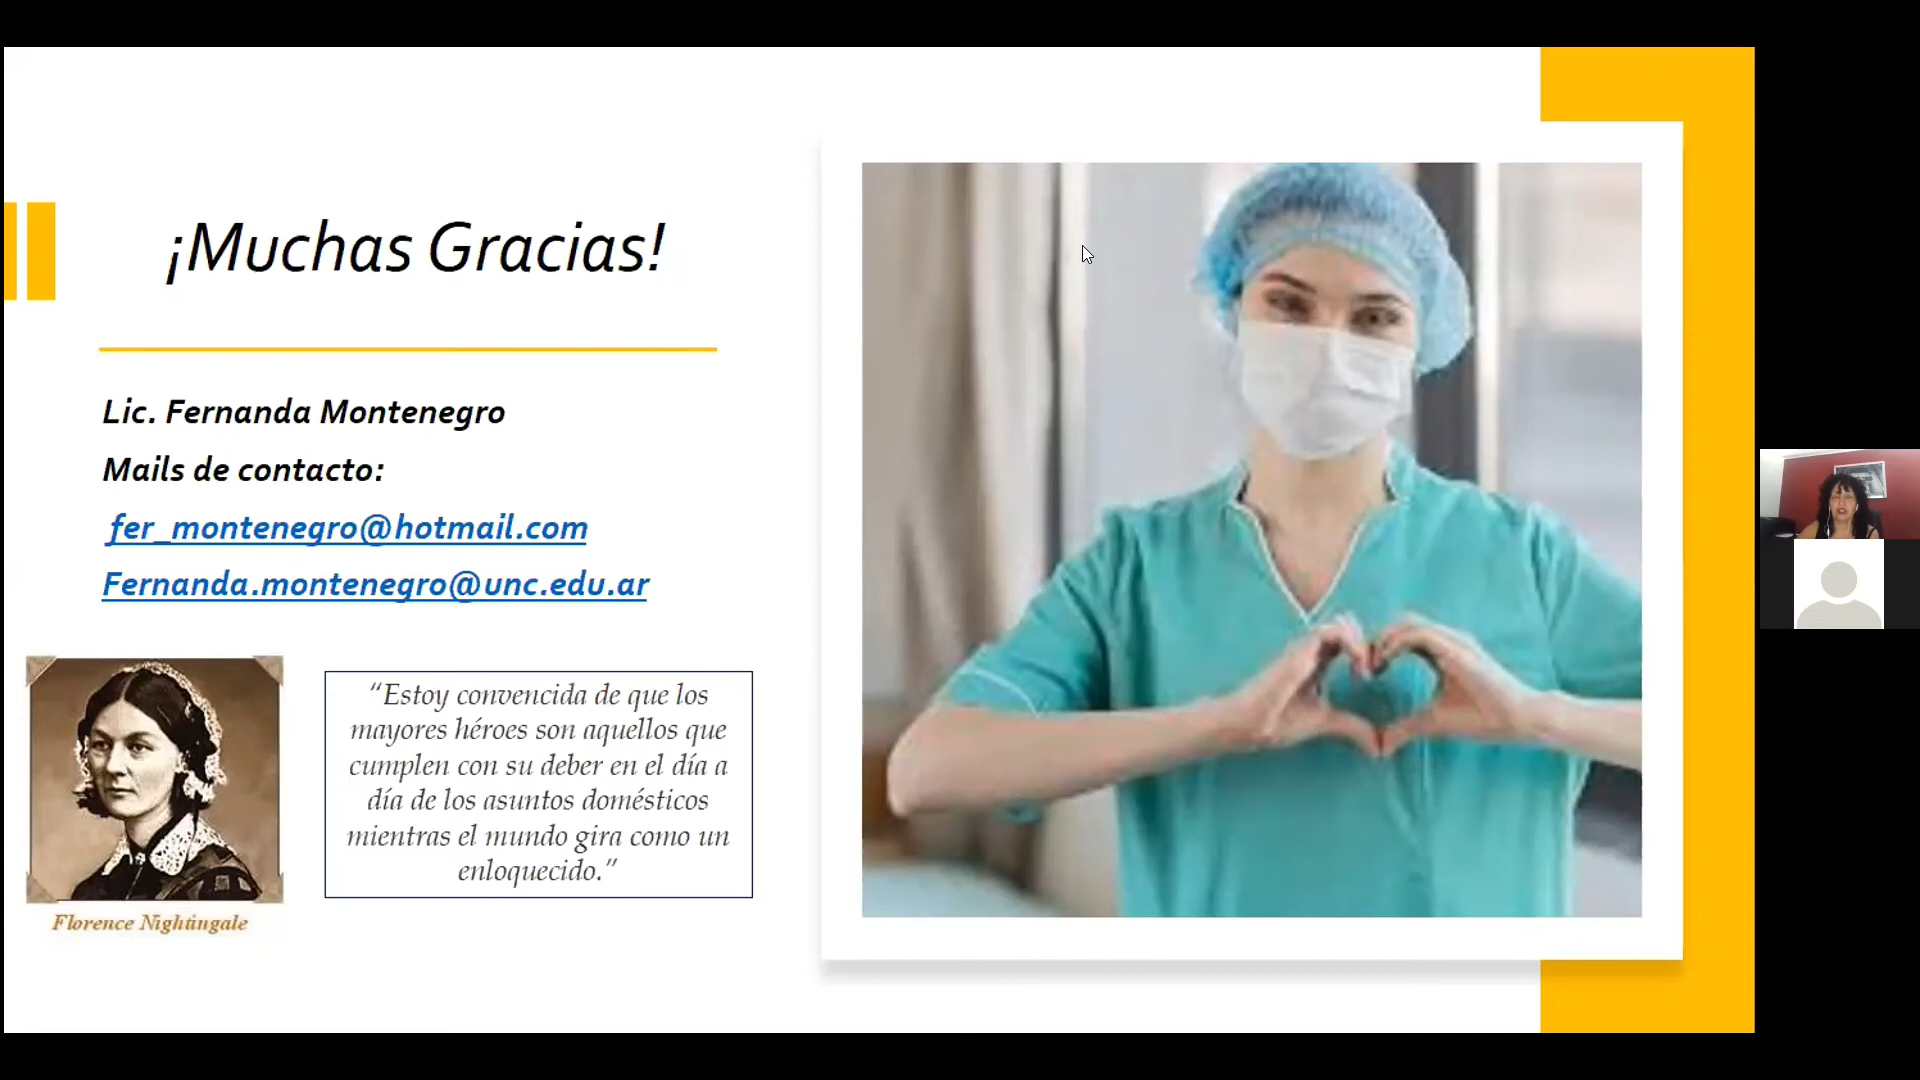 ¡Muchas Gracias!
Lic. Fernanda Montenegro
Mails de contacto:
fer_montenegro@hotmail.com
Fernanda.montenegro@unc.edu.ar
“Estoy convencida de que los
mayores héroes son aquellos que
cumplen con su deber en el día a
día de los asuntos domésticos
mientras el mundo gira como un
enloquecido.”
Florence Nightingale